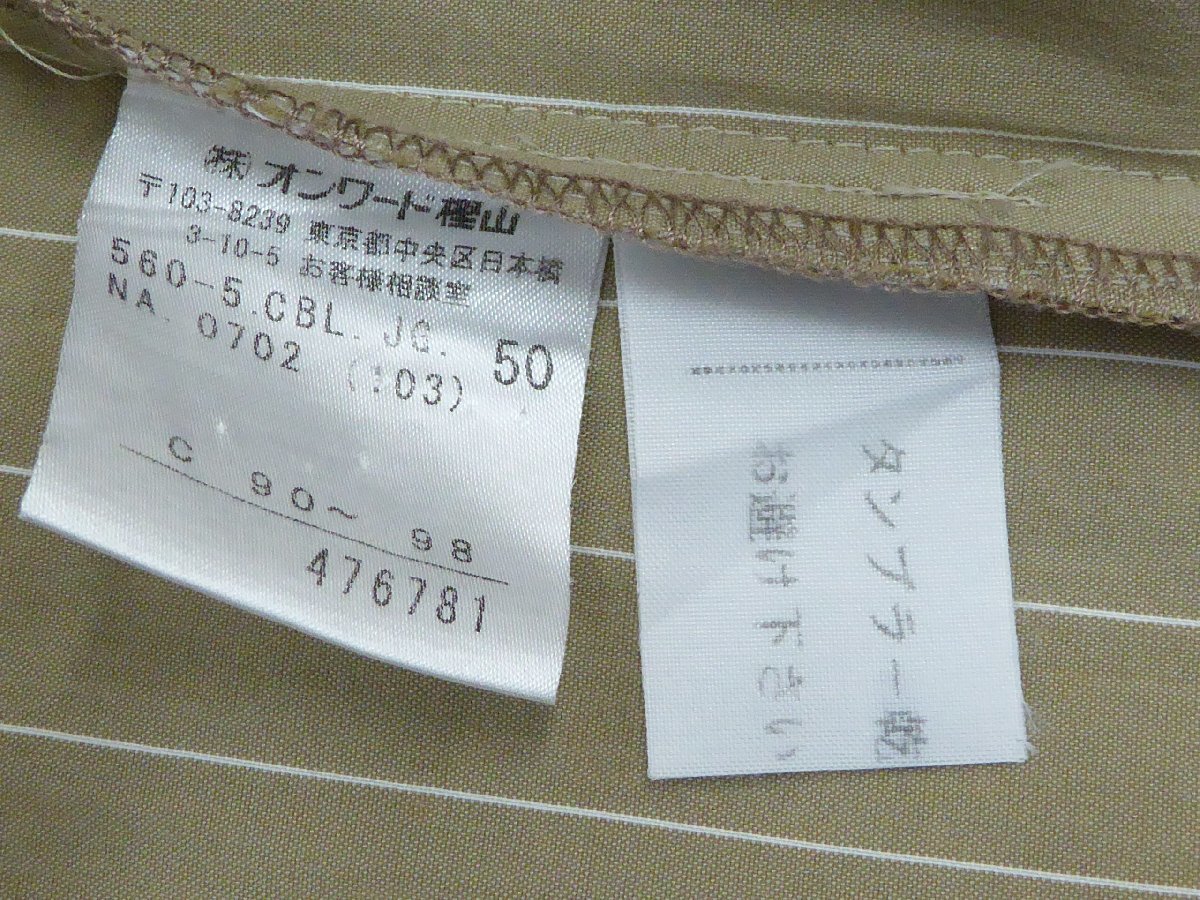 (株)オンワード樫山
〒103-8239 東京都中央区日本橋
3-10-5 お客様相談室
560-5.CBL.JG. 50
NA. 0702 (:03)
C 90~ 98
476781
タンブラー乾
お避け下さい